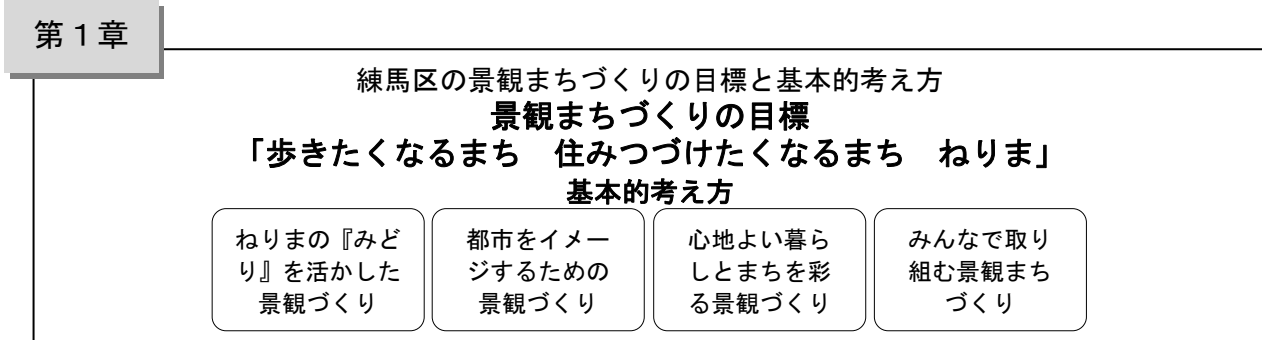 第１章
練馬区の景観まちづくりの目標と基本的考え方
景観まちづくりの目標
「歩きたくなるまち　住みつづけたくなるまち　ねりま」
基本的考え方
ねりまの『みど
り』を活かした
景観づくり
都市をイメー
ジするための
景観づくり
心地よい暮ら
しとまちを彩
る景観づくり
みんなで取り
組む景観まち
づくり